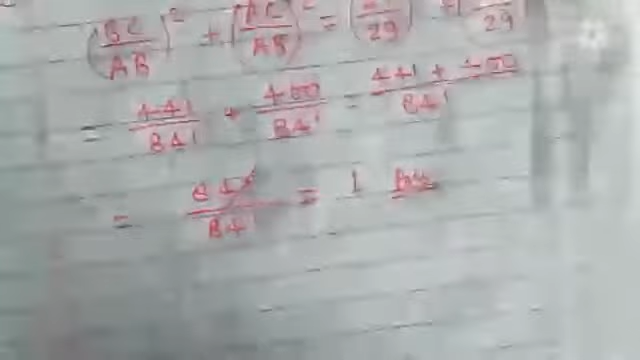 (BC/AB)² + (AC/AB)² = (21/29)² + (20/29)²
= 441/841 + 400/841 = 441 + 400/841
= 841/841 = 1